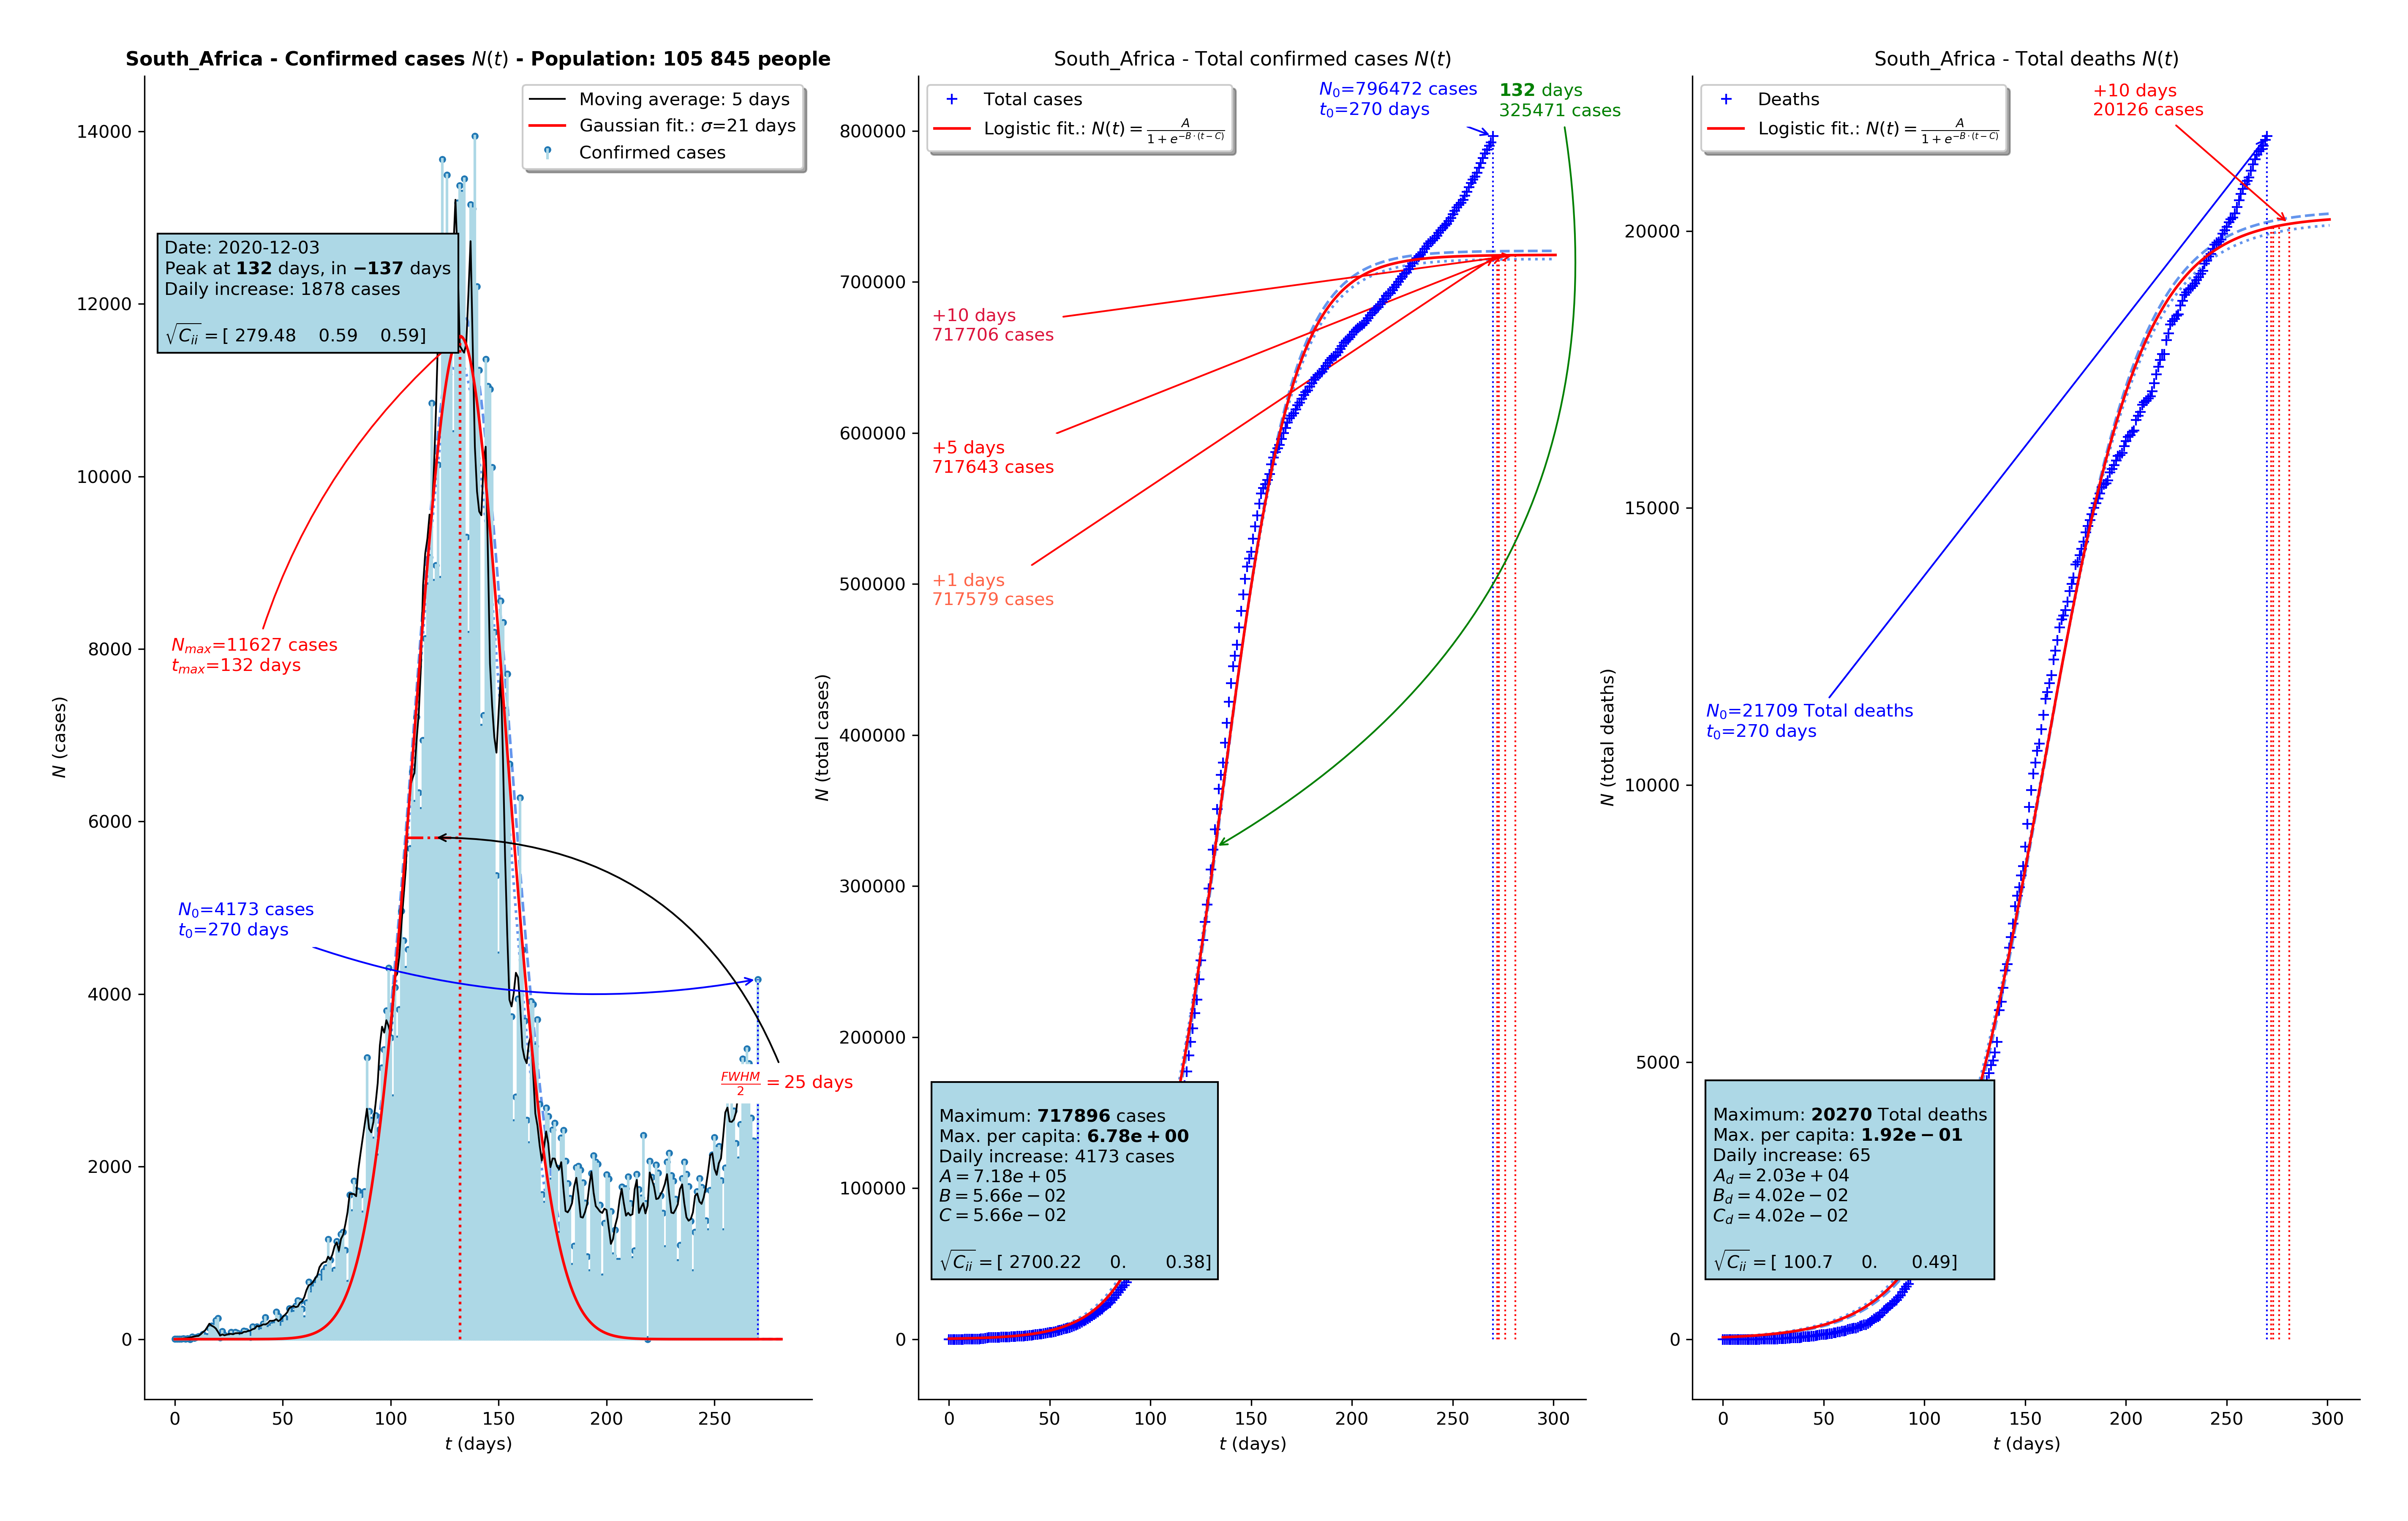 South_Africa - Confirmed cases N(t) - Population: 105 845 people
Moving average: 5 days
Gaussian fit.: σ=21 days
Confirmed cases
Date: 2020-12-03
Peak at 132 days, in −137 days
Daily increase: 1878 cases
√C_ii = [ 279.48 0.59 0.59]
N_max=11627 cases
t_max=132 days
N_0=4173 cases
t_0=270 days
FWHM/2 = 25 days
N (cases)
14000
12000
10000
8000
6000
4000
2000
0
0 50 100 150 200 250
t (days)
South_Africa - Total confirmed cases N(t)
Total cases
Logistic fit.: N(t) = A/(1 + e^{−B·(t−C)})
N_0=796472 cases
t_0=270 days
132 days
325471 cases
+10 days
717706 cases
+5 days
717643 cases
+1 days
717579 cases
Maximum: 717896 cases
Max. per capita: 6.78e + 00
Daily increase: 4173 cases
A = 7.18e + 05
B = 5.66e − 02
C = 5.66e − 02
√C_ii = [ 2700.22 0. 0.38]
N (total cases)
800000
700000
600000
500000
400000
300000
200000
100000
0
0 50 100 150 200 250 300
t (days)
South_Africa - Total deaths N(t)
Deaths
Logistic fit.: N(t) = A/(1 + e^{−B·(t−C)})
+10 days
20126 cases
N_0=21709 Total deaths
t_0=270 days
Maximum: 20270 Total deaths
Max. per capita: 1.92e − 01
Daily increase: 65
A_d = 2.03e + 04
B_d = 4.02e − 02
C_d = 4.02e − 02
√C_ii = [ 100.7 0. 0.49]
N (total deaths)
20000
15000
10000
5000
0
0 50 100 150 200 250 300
t (days)